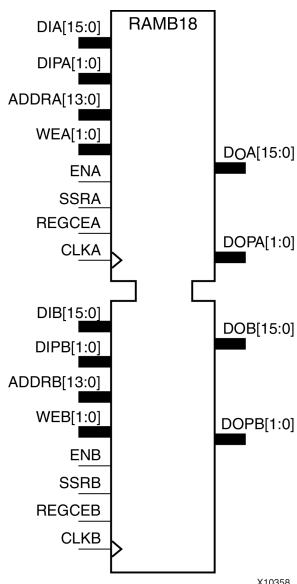 RAMB18
DIA[15:0]
DIPA[1:0]
ADDRA[13:0]
WEA[1:0]
ENA
SSRA
REGCEA
CLKA
DOA[15:0]
DOPA[1:0]
DIB[15:0]
DIPB[1:0]
ADDRB[13:0]
WEB[1:0]
ENB
SSRB
REGCEB
CLKB
DOB[15:0]
DOPB[1:0]
X10358